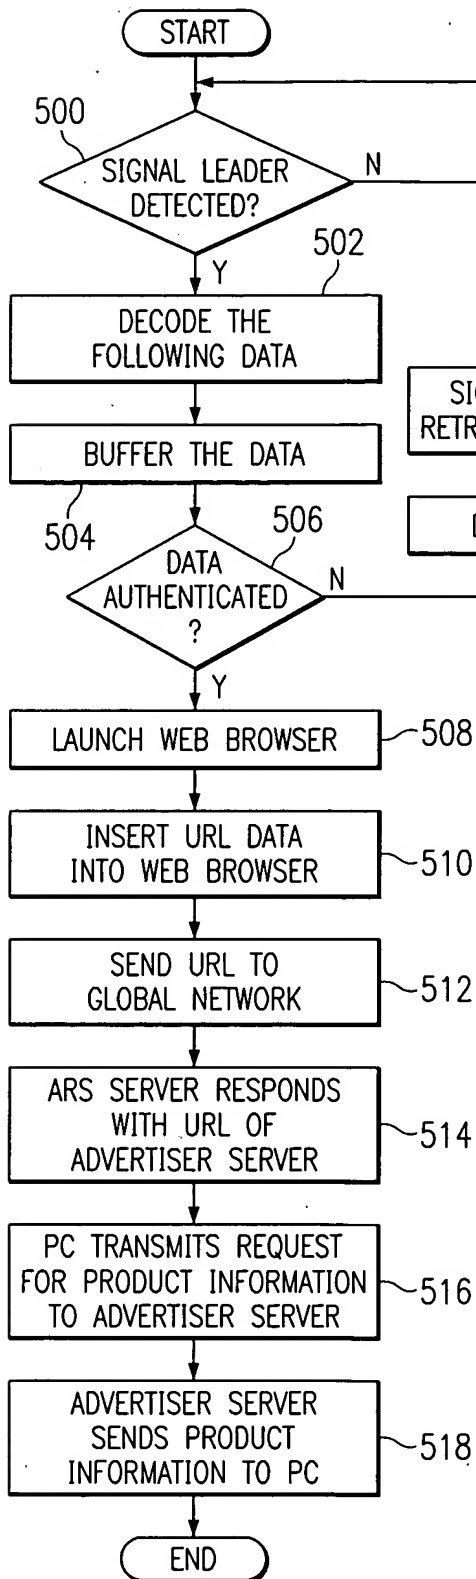 START
500
SIGNAL LEADER
DETECTED?
N
Y
502
DECODE THE
FOLLOWING DATA
BUFFER THE DATA
504
506
DATA
AUTHENTICATED
?
N
Y
LAUNCH WEB BROWSER
508
INSERT URL DATA
INTO WEB BROWSER
510
SEND URL TO
GLOBAL NETWORK
512
ARS SERVER RESPONDS
WITH URL OF
ADVERTISER SERVER
514
PC TRANSMITS REQUEST
FOR PRODUCT INFORMATION
TO ADVERTISER SERVER
516
ADVERTISER SERVER
SENDS PRODUCT
INFORMATION TO PC
518
END